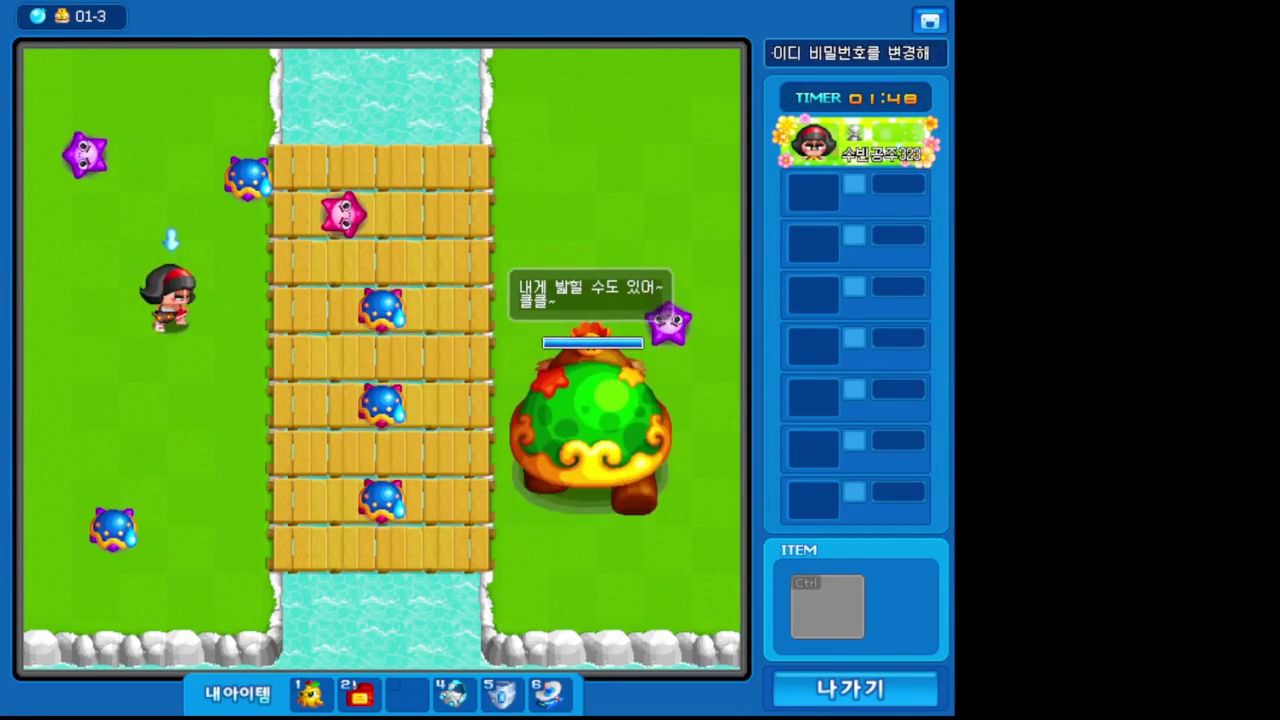 01-3
이디 비밀번호를 변경해
TIMER 01:48
수빈공주323
내게 밟힐 수도 있어~
클클~
ITEM
Ctrl
내아이템
1
2
4
5
6
나가기